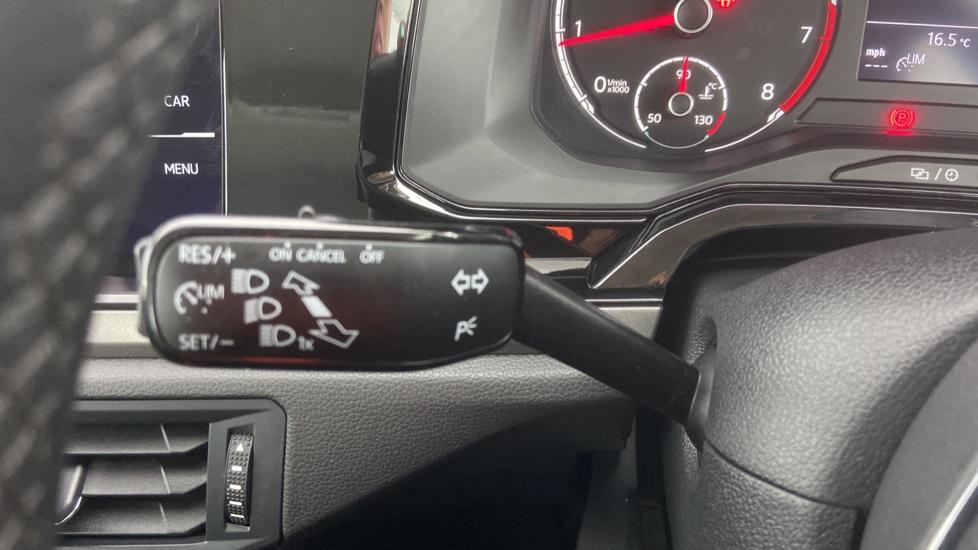 1
7
8
0 1/min x1000
90 °C
50 130
16.5 °C
mph
--- LIM
(P)
/
CAR
MENU
RES/+ ON CANCEL OFF
LIM
SET/- 1x
P